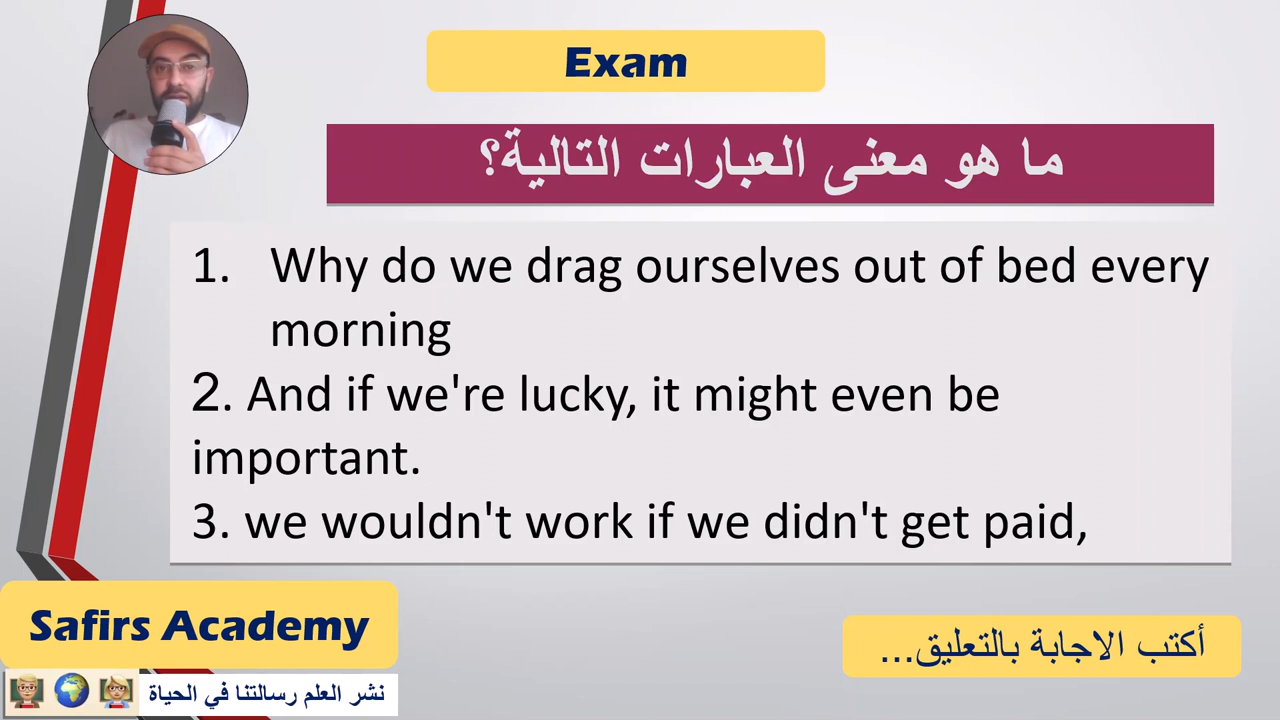 Exam
ما هو معنى العبارات التالية؟
1. Why do we drag ourselves out of bed every
morning
2. And if we're lucky, it might even be
important.
3. we wouldn't work if we didn't get paid,
Safirs Academy
أكتب الاجابة بالتعليق...
نشر العلم رسالتنا في الحياة